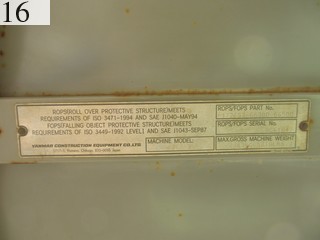 16
ROPS(ROLL OVER PROTECTIVE STRUCTURE)MEETS
REQUIREMENTS OF ISO 3471-1994 AND SAE J1040-MAY94
FOPS(FALLING OBJECT PROTECTIVE STRUCTURE)MEETS
REQUIREMENTS OF ISO 3449-1992 LEVEL I AND SAE J1043-SEP87
YANMAR CONSTRUCTION EQUIPMENT CO.,LTD.
MACHINE MODEL:
ROPS/FOPS PART No.
ROPS/FOPS SERIAL No.
MAX.GROSS MACHINE WEIGHT